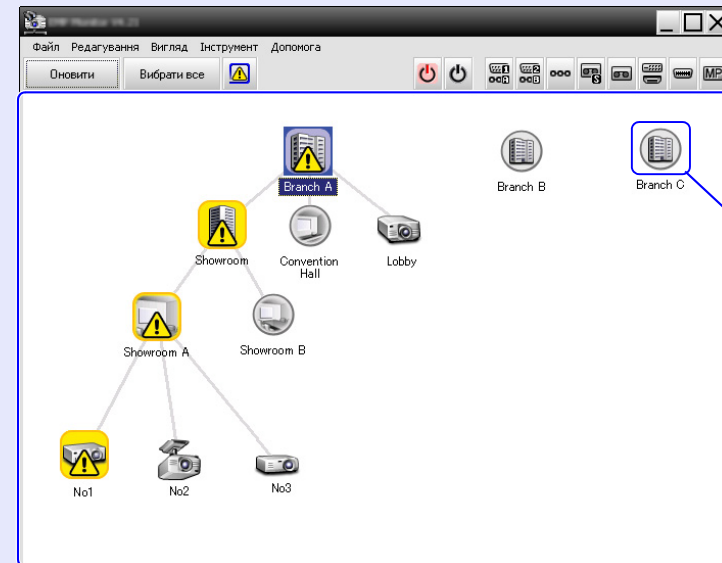 Файл Редагування Вигляд Інструмент Допомога
Оновити Вибрати все
Branch A
Branch B
Branch C
Showroom
Convention
Hall
Lobby
Showroom A
Showroom B
No1
No2
No3